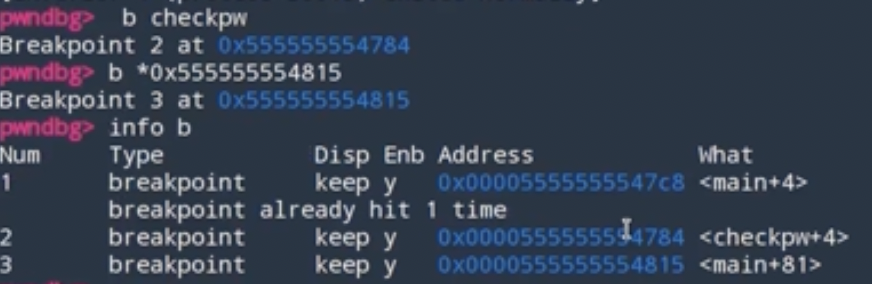 pwndbg> b checkpw
Breakpoint 2 at 0x555555554784
pwndbg> b *0x555555554815
Breakpoint 3 at 0x555555554815
pwndbg> info b
Num Type Disp Enb Address What
1 breakpoint keep y 0x00005555555547c8 <main+4>
breakpoint already hit 1 time
2 breakpoint keep y 0x0000555555554784 <checkpw+4>
3 breakpoint keep y 0x0000555555554815 <main+81>